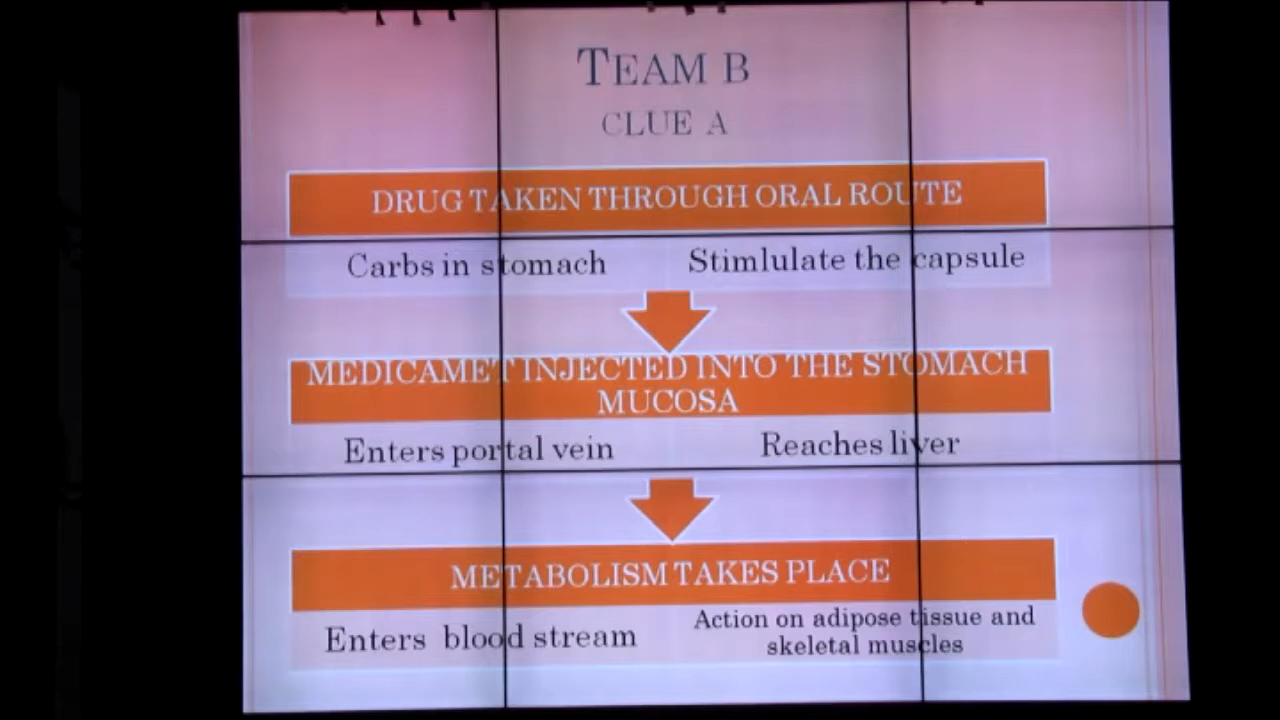 TEAM B
CLUE A
DRUG TAKEN THROUGH ORAL ROUTE
Carbs in stomach Stimlulate the capsule
MEDICAMET INJECTED INTO THE STOMACH
MUCOSA
Enters portal vein Reaches liver
METABOLISM TAKES PLACE
Enters blood stream Action on adipose tissue and
skeletal muscles